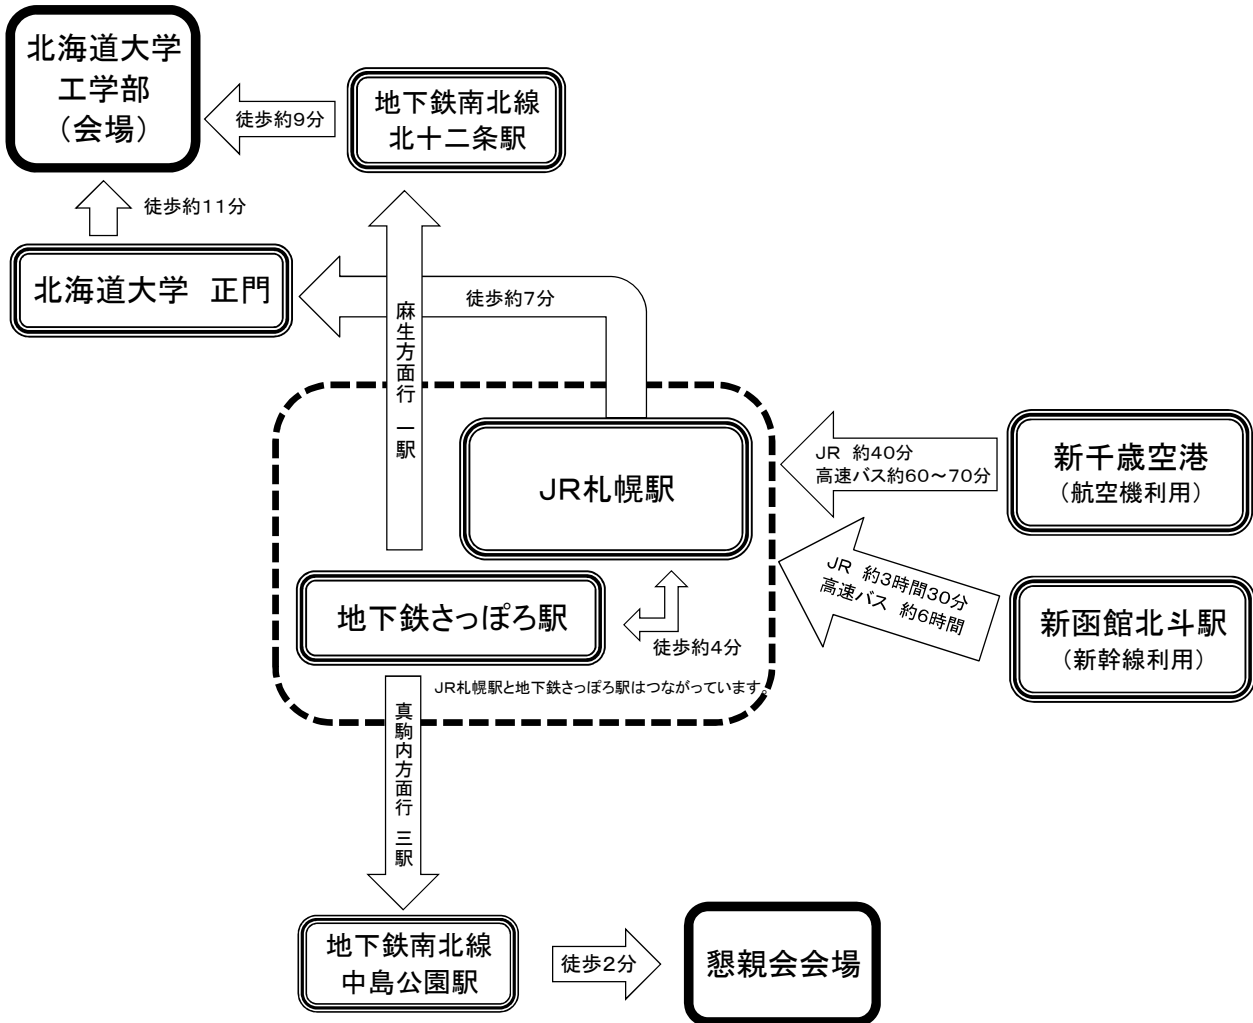 北海道大学
工学部
（会場）
徒歩約9分
地下鉄南北線
北十二条駅
徒歩約11分
北海道大学　正門
徒歩約7分
麻生方面行　一駅
JR札幌駅
JR　約40分
高速バス約60～70分
新千歳空港
（航空機利用）
JR　約3時間30分
高速バス　約6時間
新函館北斗駅
（新幹線利用）
地下鉄さっぽろ駅
徒歩約4分
JR札幌駅と地下鉄さっぽろ駅はつながっています。
真駒内方面行　三駅
地下鉄南北線
中島公園駅
徒歩2分
懇親会会場